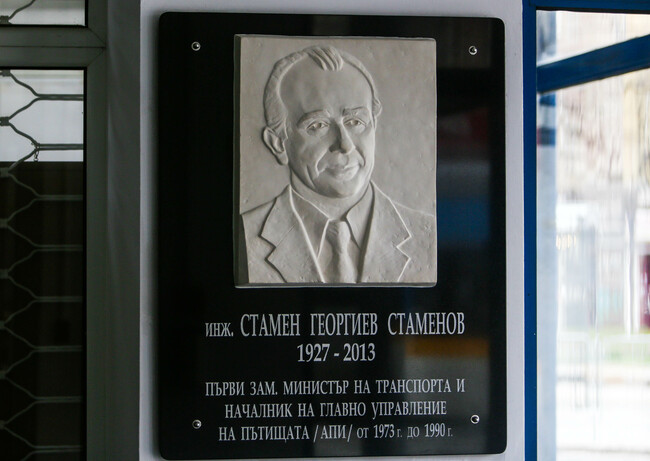 инж. СТАМЕН ГЕОРГИЕВ СТАМЕНОВ
1927 - 2013
ПЪРВИ ЗАМ. МИНИСТЪР НА ТРАНСПОРТА И
НАЧАЛНИК НА ГЛАВНО УПРАВЛЕНИЕ
НА ПЪТИЩАТА /АПИ/ от 1973 г. до 1990 г.